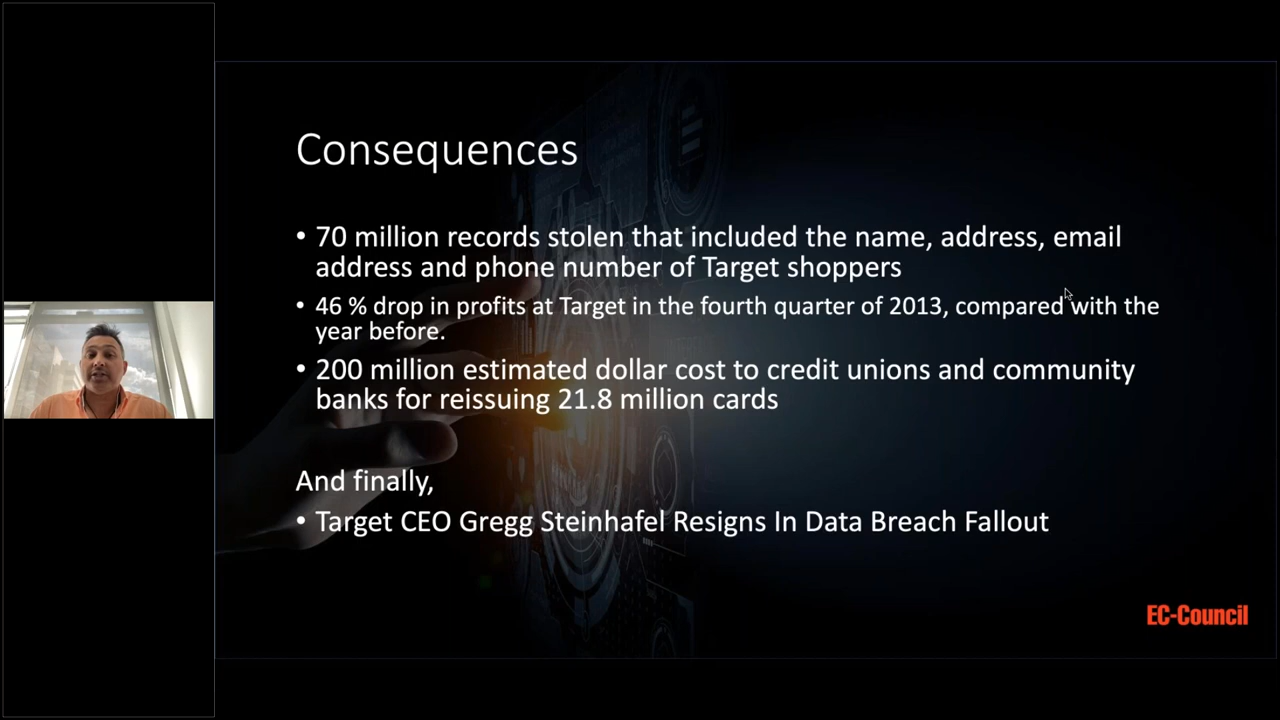 Consequences
• 70 million records stolen that included the name, address, email
address and phone number of Target shoppers
• 46 % drop in profits at Target in the fourth quarter of 2013, compared with the
year before.
• 200 million estimated dollar cost to credit unions and community
banks for reissuing 21.8 million cards
And finally,
• Target CEO Gregg Steinhafel Resigns In Data Breach Fallout
EC-Council